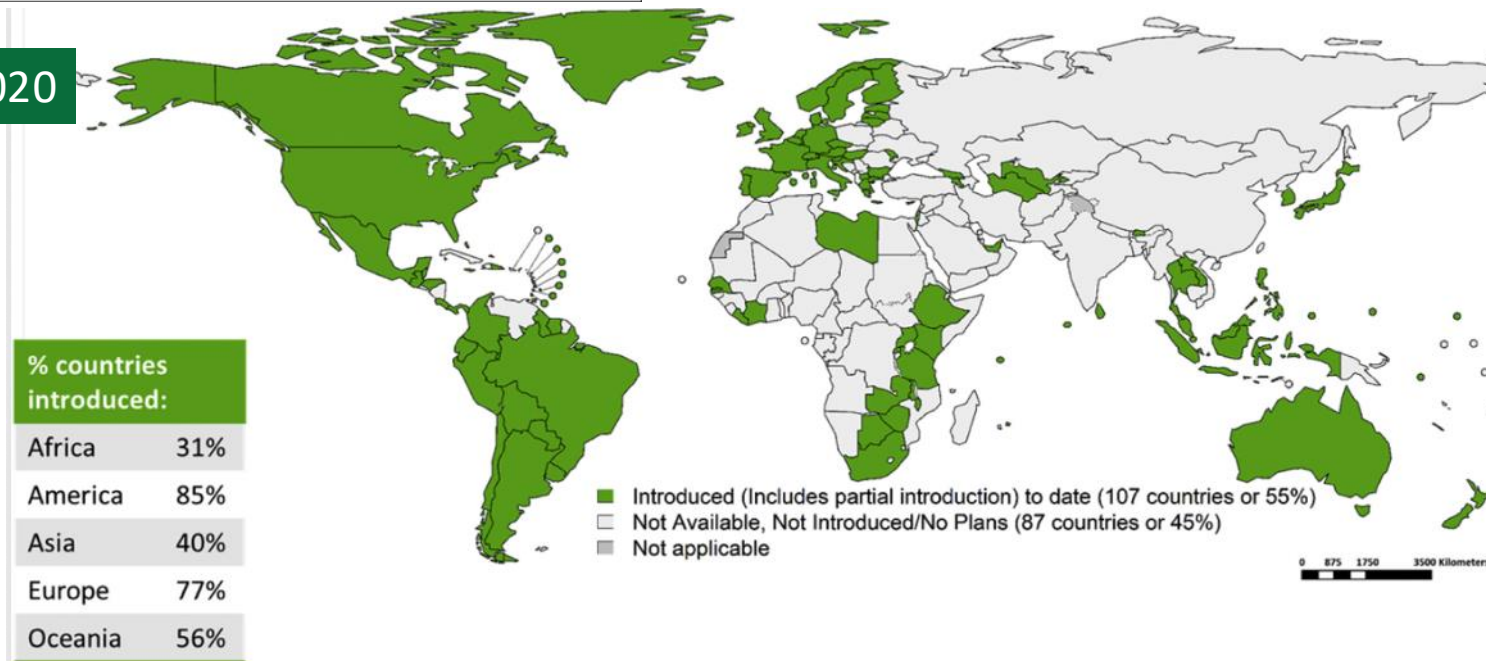 020
% countries
introduced:
Africa 31%
America 85%
Asia 40%
Europe 77%
Oceania 56%
Introduced (Includes partial introduction) to date (107 countries or 55%)
Not Available, Not Introduced/No Plans (87 countries or 45%)
Not applicable
0 875 1750 3500 Kilometers